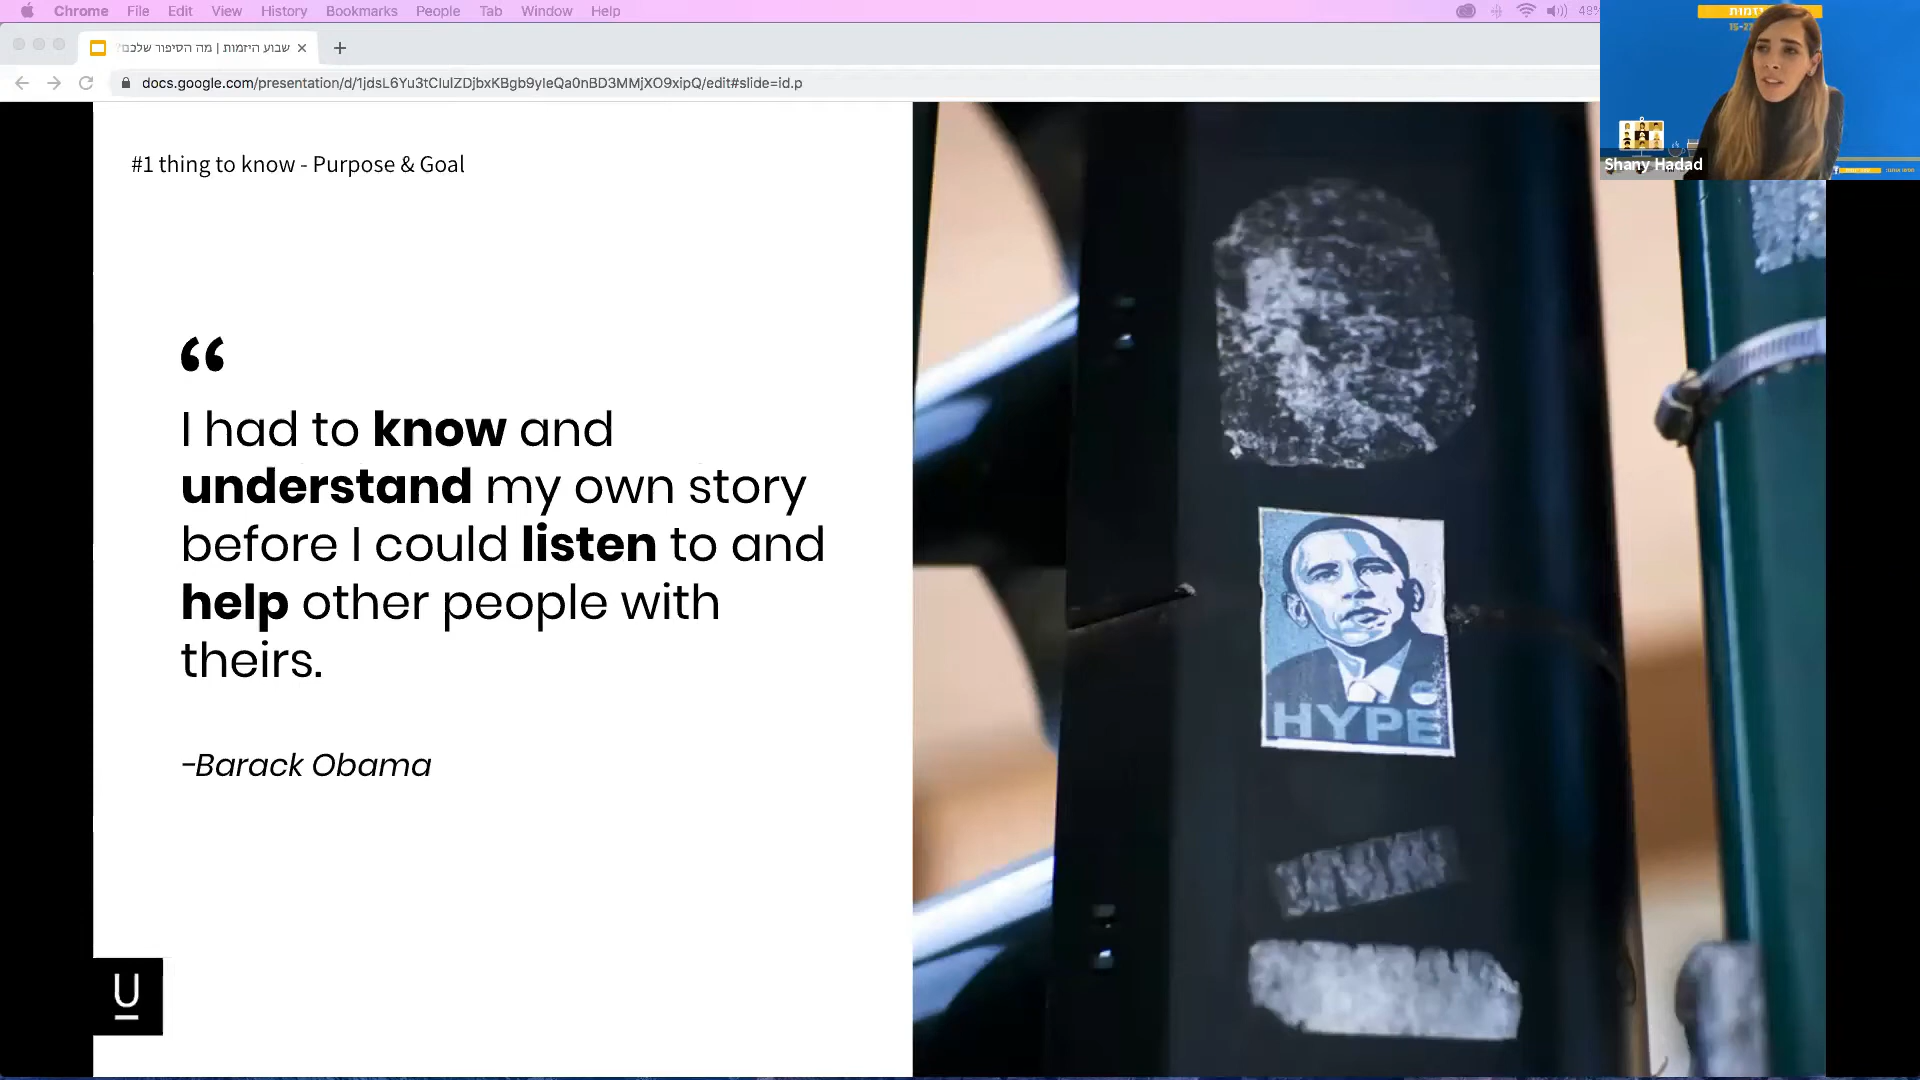 Chrome File Edit View History Bookmarks People Tab Window Help
שבוע היזמות | מה הסיפור שלכם?
docs.google.com/presentation/d/1jdsL6Yu3tCIulZDjbxKBgb9yIeQa0nBD3MMjXO9xipQ/edit#slide=id.p
Shany Hadad
#1 thing to know - Purpose & Goal
“
I had to know and
understand my own story
before I could listen to and
help other people with
theirs.
-Barack Obama
HYPE
U